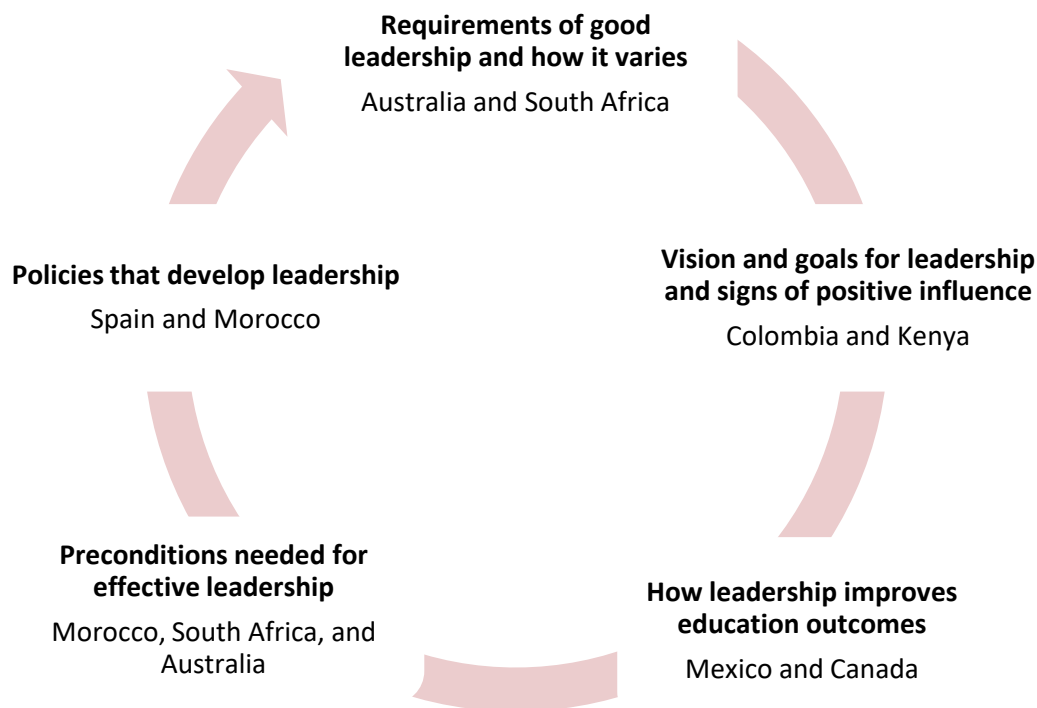 Requirements of good
leadership and how it varies
Australia and South Africa
Vision and goals for leadership
and signs of positive influence
Colombia and Kenya
How leadership improves
education outcomes
Mexico and Canada
Preconditions needed for
effective leadership
Morocco, South Africa, and
Australia
Policies that develop leadership
Spain and Morocco